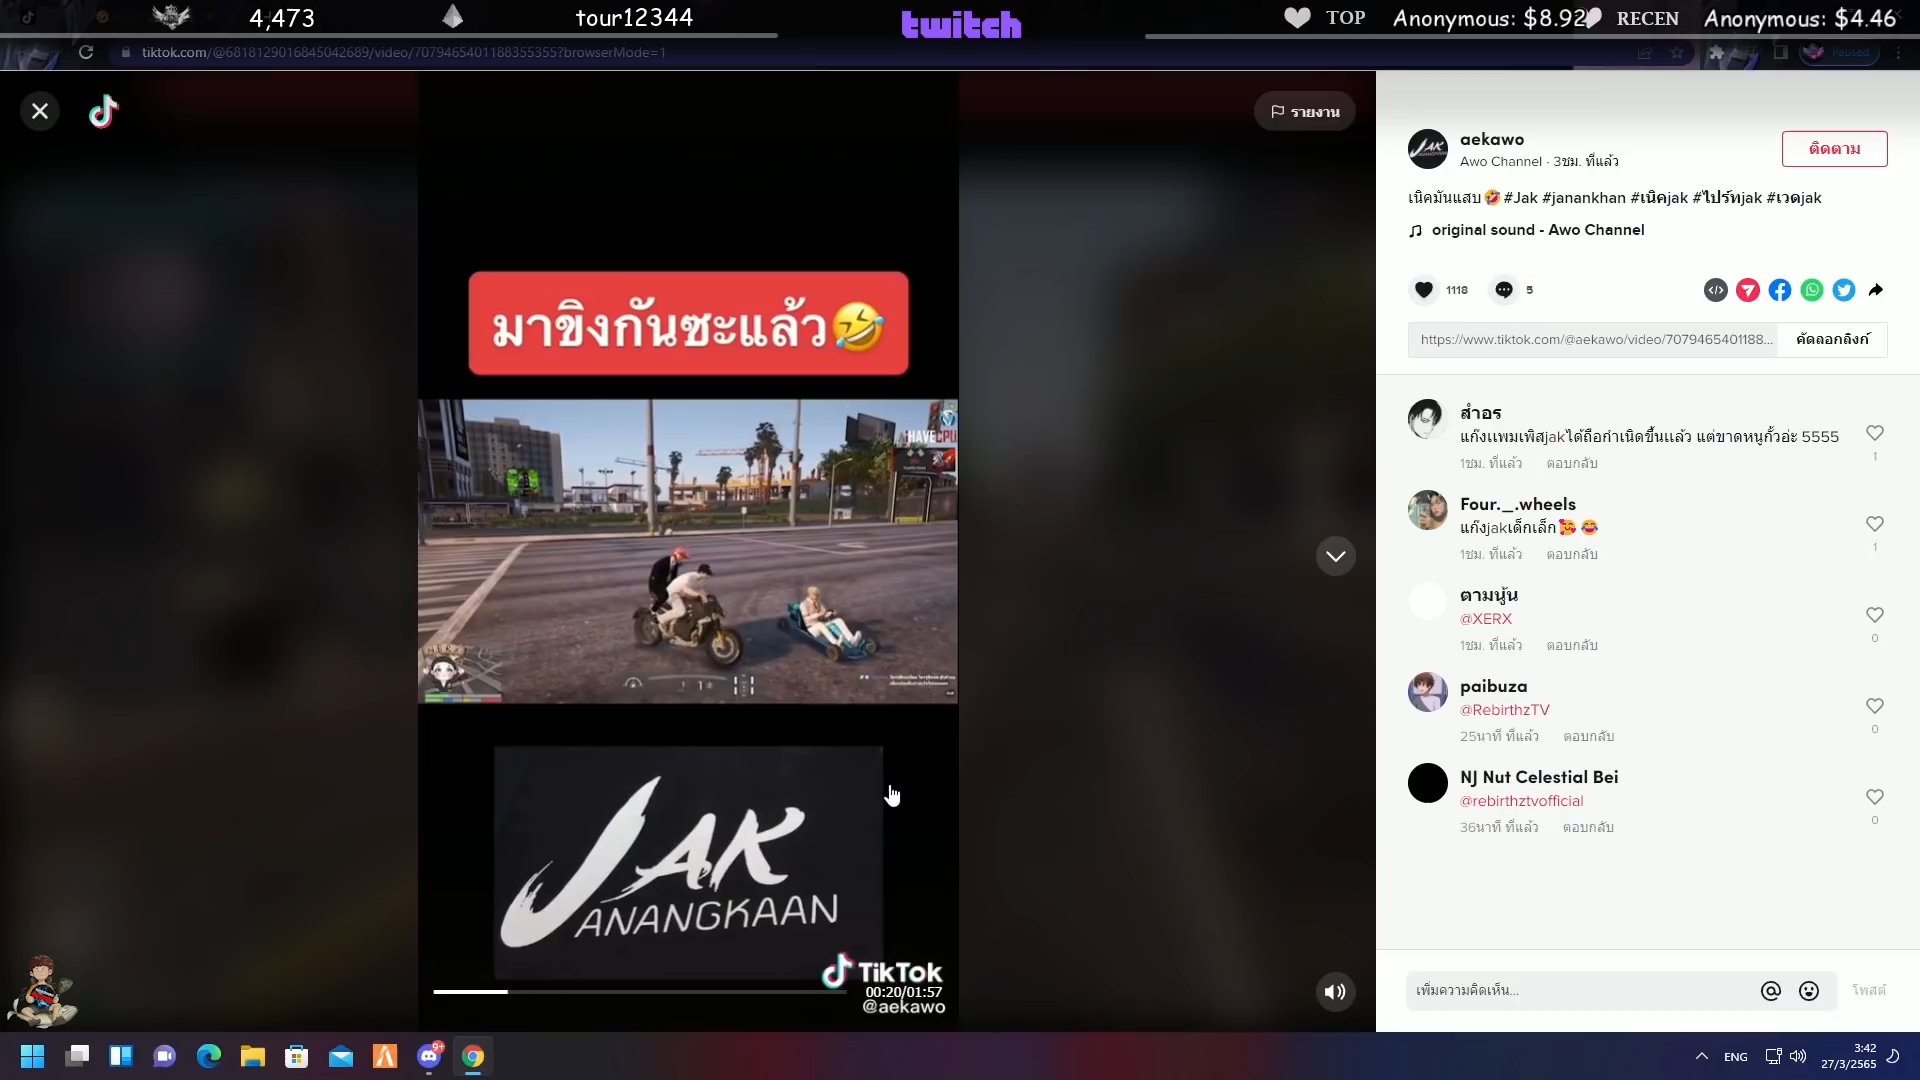 4,473
tour12344
twitch
TOP
Anonymous: $8.92
RECEN
Anonymous: $4.46
tiktok.com/@6818129016845042689/video/7079465401188355355?browserMode=1
Paused
รายงาน
มาขิงกันซะแล้ว🤣
HAVECPU
JAK
ANANGKAAN
TikTok
00:20/01:57
@aekawo
aekawo
Awo Channel · 3ชม. ที่แล้ว
ติดตาม
เนิคมันแสบ🤣 #Jak #janankhan #เนิคjak #ไปร์ทjak #เวดjak
original sound - Awo Channel
1118
5
https://www.tiktok.com/@aekawo/video/7079465401188...
คัดลอกลิงก์
สำอร
แก๊งแพมเพิสjakได้ถือกำเนิดขึ้นแล้ว แต่ขาดหนูกั้วอ่ะ 5555
1ชม. ที่แล้ว ตอบกลับ
1
Four._.wheels
แก๊งjakเด็กเล็ก🥰 😂
1ชม. ที่แล้ว ตอบกลับ
1
ตามนู้น
@XERX
1ชม. ที่แล้ว ตอบกลับ
0
paibuza
@RebirthzTV
25นาที ที่แล้ว ตอบกลับ
0
NJ Nut Celestial Bei
@rebirthztvofficial
36นาที ที่แล้ว ตอบกลับ
0
เพิ่มความคิดเห็น...
โพสต์
9+
ENG
3:42
27/3/2565